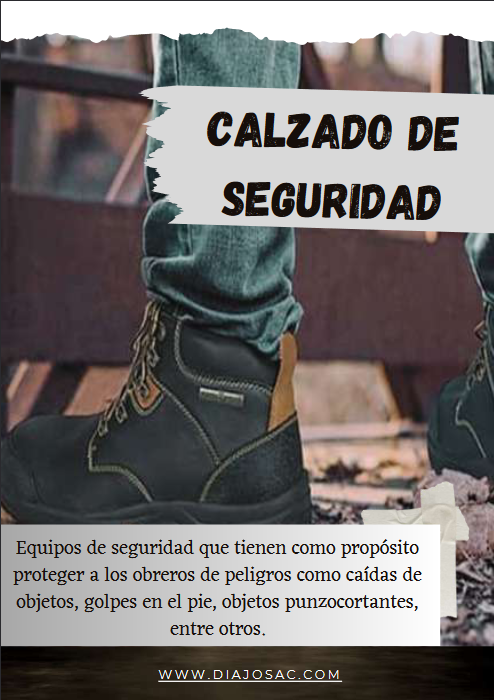 CALZADO DE
SEGURIDAD
Equipos de seguridad que tienen como propósito
proteger a los obreros de peligros como caídas de
objetos, golpes en el pie, objetos punzocortantes,
entre otros.
WWW.DIAJOSAC.COM